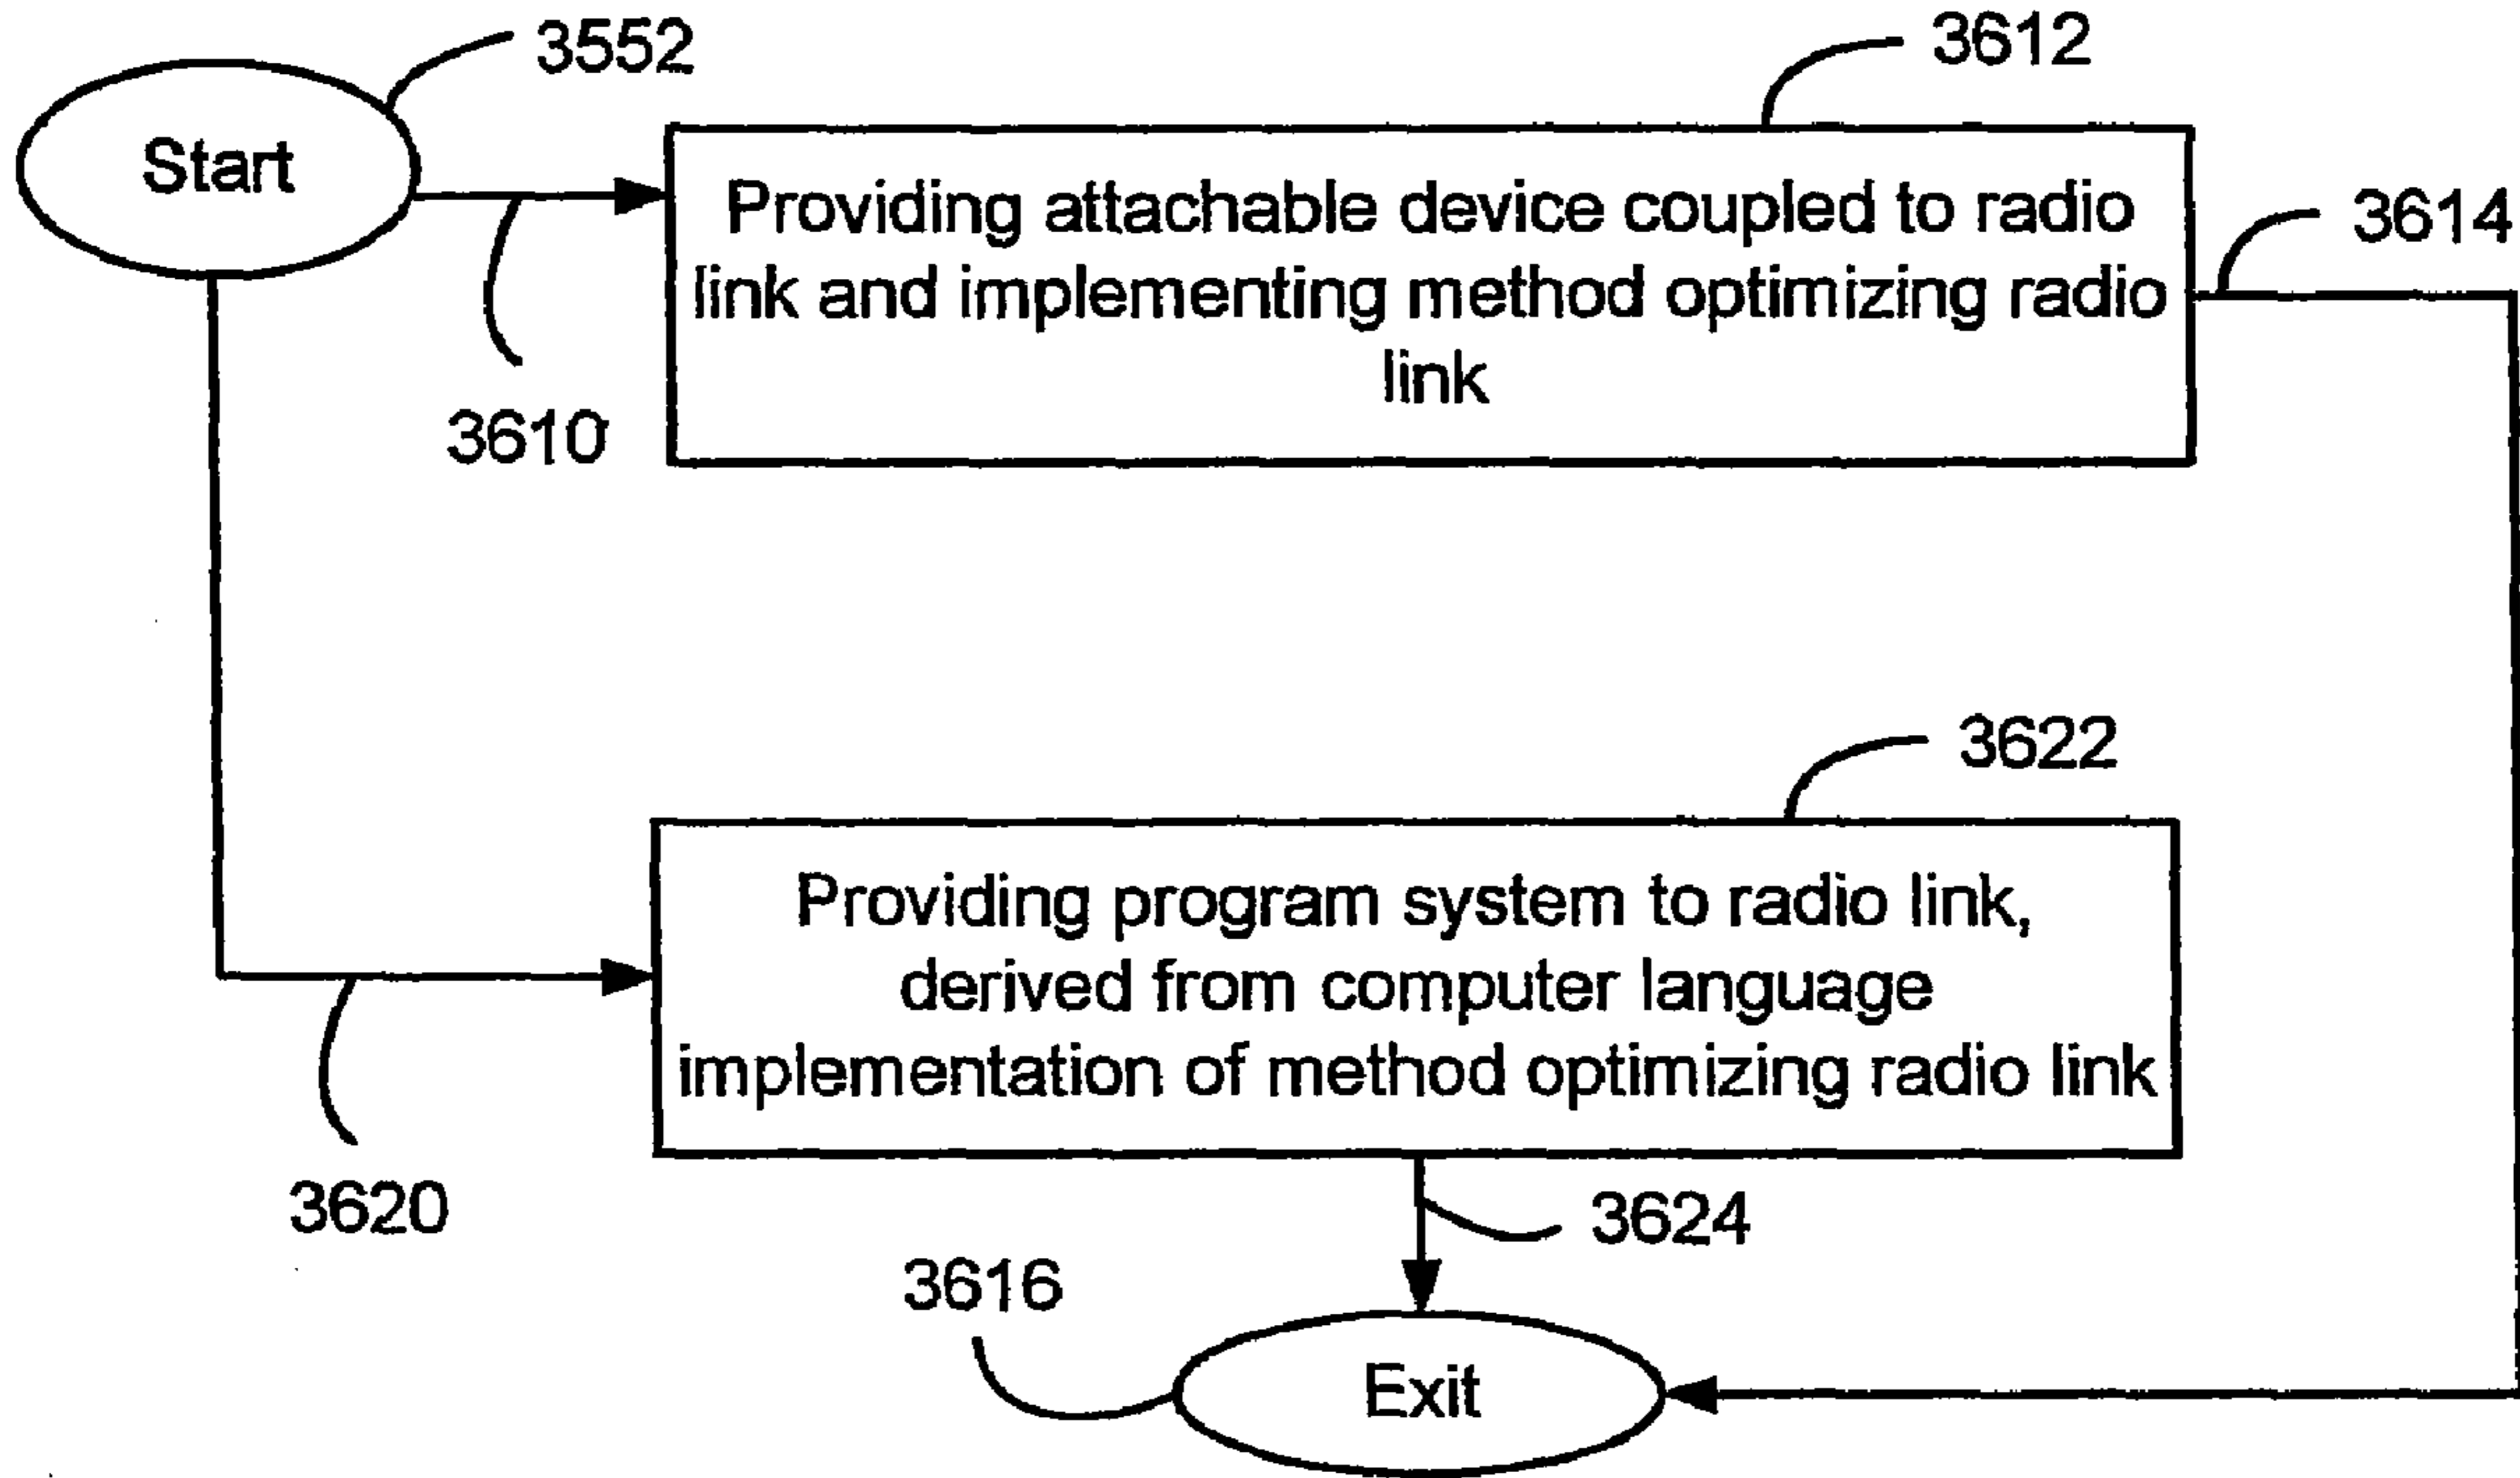 3552
3612
Start
Providing attachable device coupled to radio
link and implementing method optimizing radio
link
3614
3610
3622
Providing program system to radio link,
derived from computer language
implementation of method optimizing radio link
3620
3624
3616
Exit